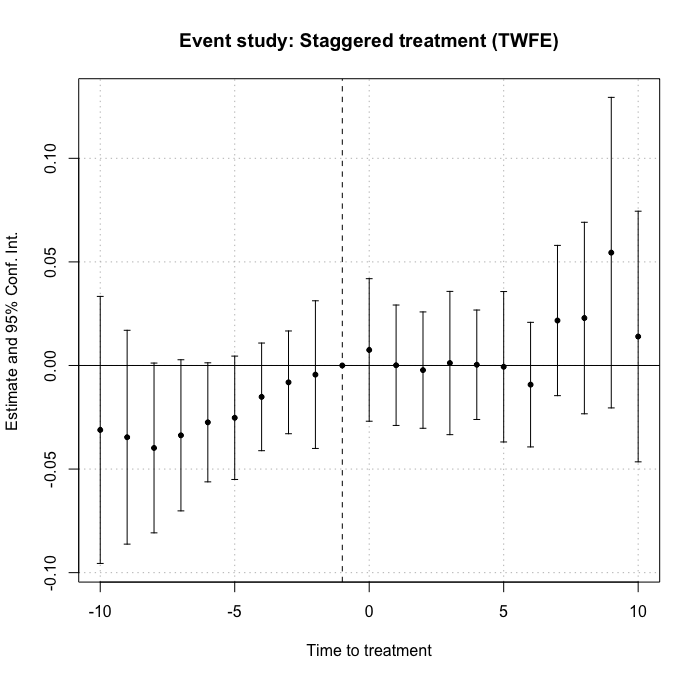 Event study: Staggered treatment (TWFE)
Estimate and 95% Conf. Int.
0.10
0.05
0.00
-0.05
-0.10
-10 -5 0 5 10
Time to treatment